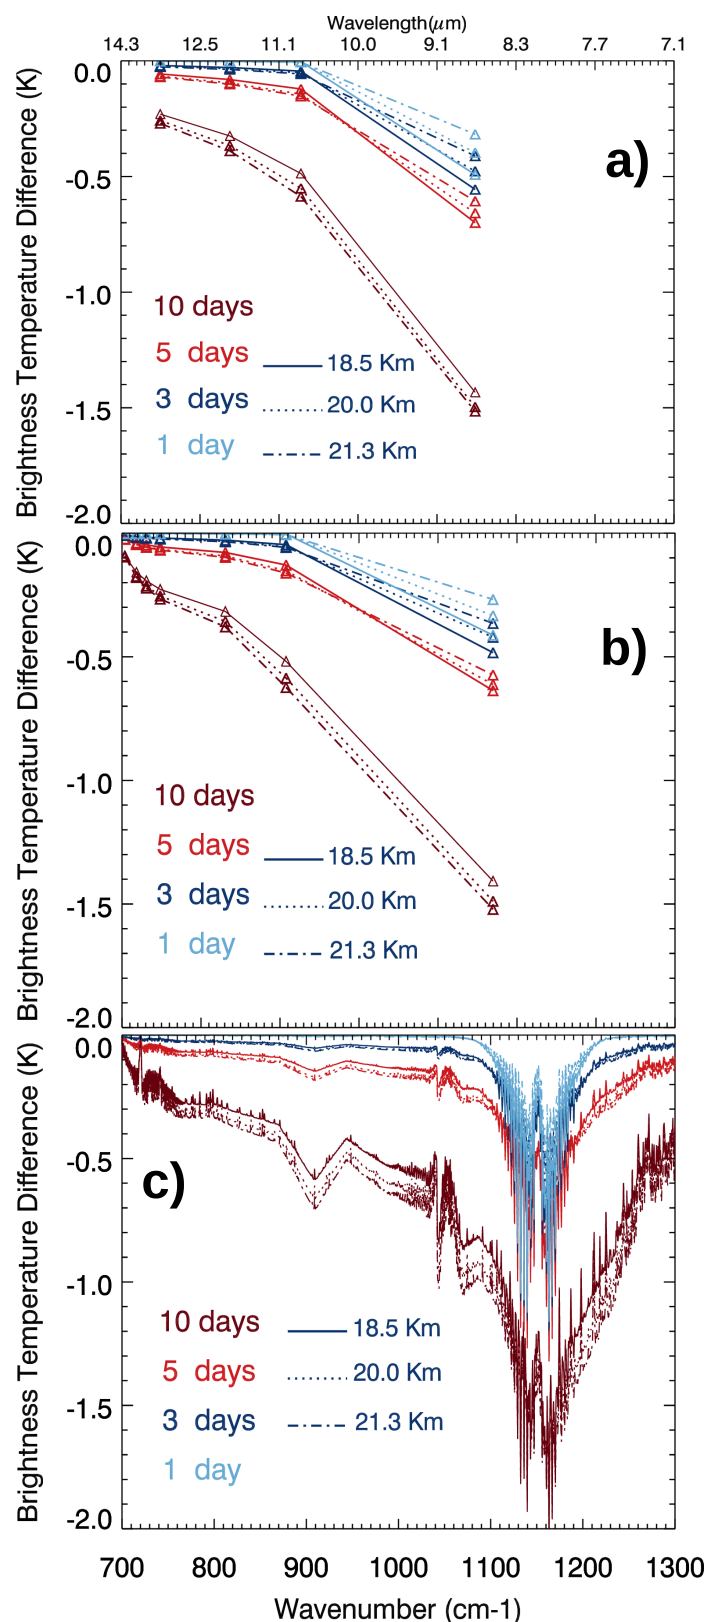 Wavelength(μm)
14.3 12.5 11.1 10.0 9.1 8.3 7.7 7.1
Brightness Temperature Difference (K)
0.0
-0.5
-1.0
-1.5
-2.0
a)
10 days
5 days
3 days
1 day
18.5 Km
20.0 Km
21.3 Km
Brightness Temperature Difference (K)
0.0
-0.5
-1.0
-1.5
-2.0
b)
10 days
5 days
3 days
1 day
18.5 Km
20.0 Km
21.3 Km
Brightness Temperature Difference (K)
0.0
-0.5
-1.0
-1.5
-2.0
c)
10 days
5 days
3 days
1 day
18.5 Km
20.0 Km
21.3 Km
700 800 900 1000 1100 1200 1300
Wavenumber (cm-1)